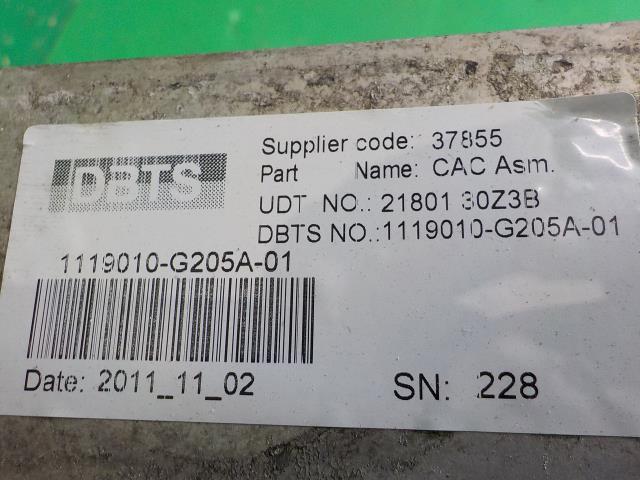 DBTS
Supplier code: 37855
Part Name: CAC Asm.
UDT NO.: 21801 30Z3B
DBTS NO.:1119010-G205A-01
1119010-G205A-01
Date: 2011_11_02
SN: 228